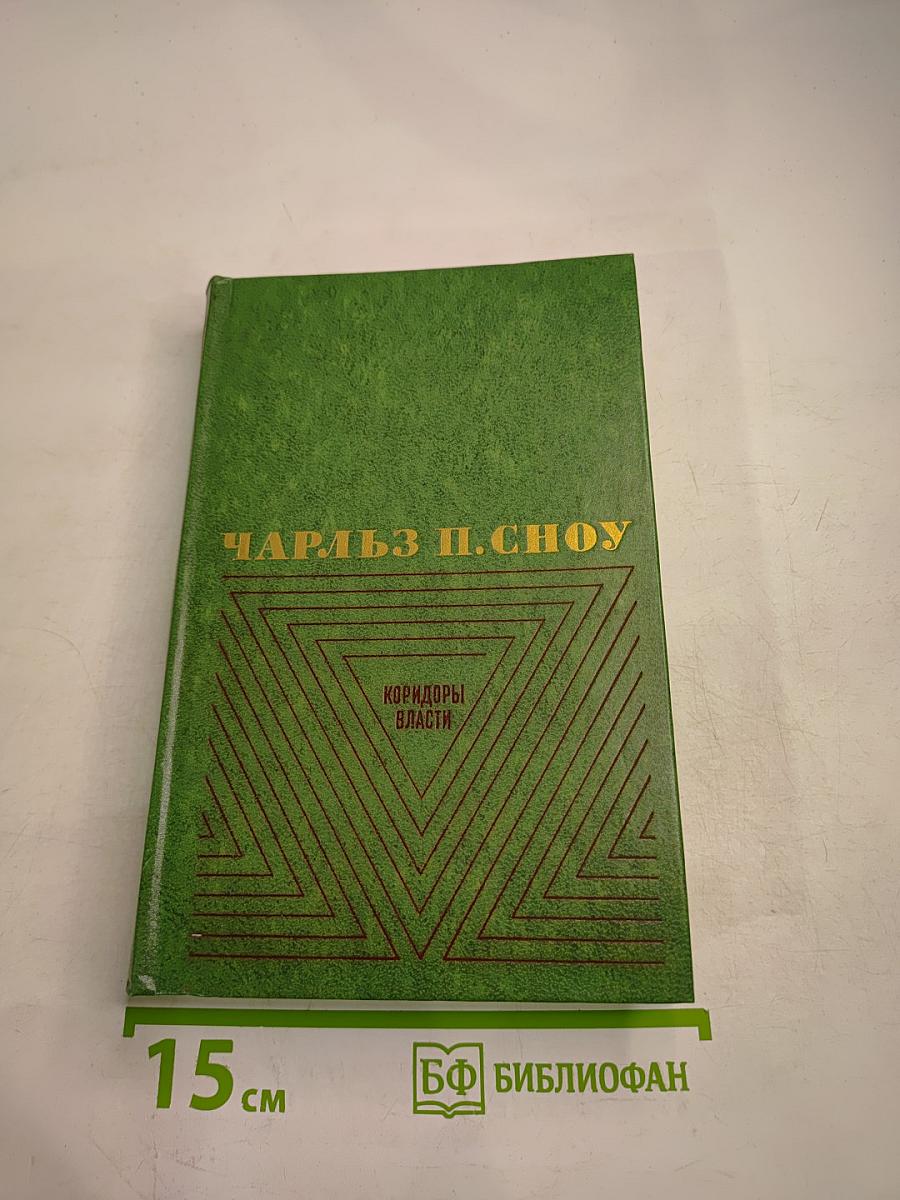 ЧАРЛЬЗ П.СНОУ
КОРИДОРЫ
ВЛАСТИ
15 см
БФ БИБЛИОФАН